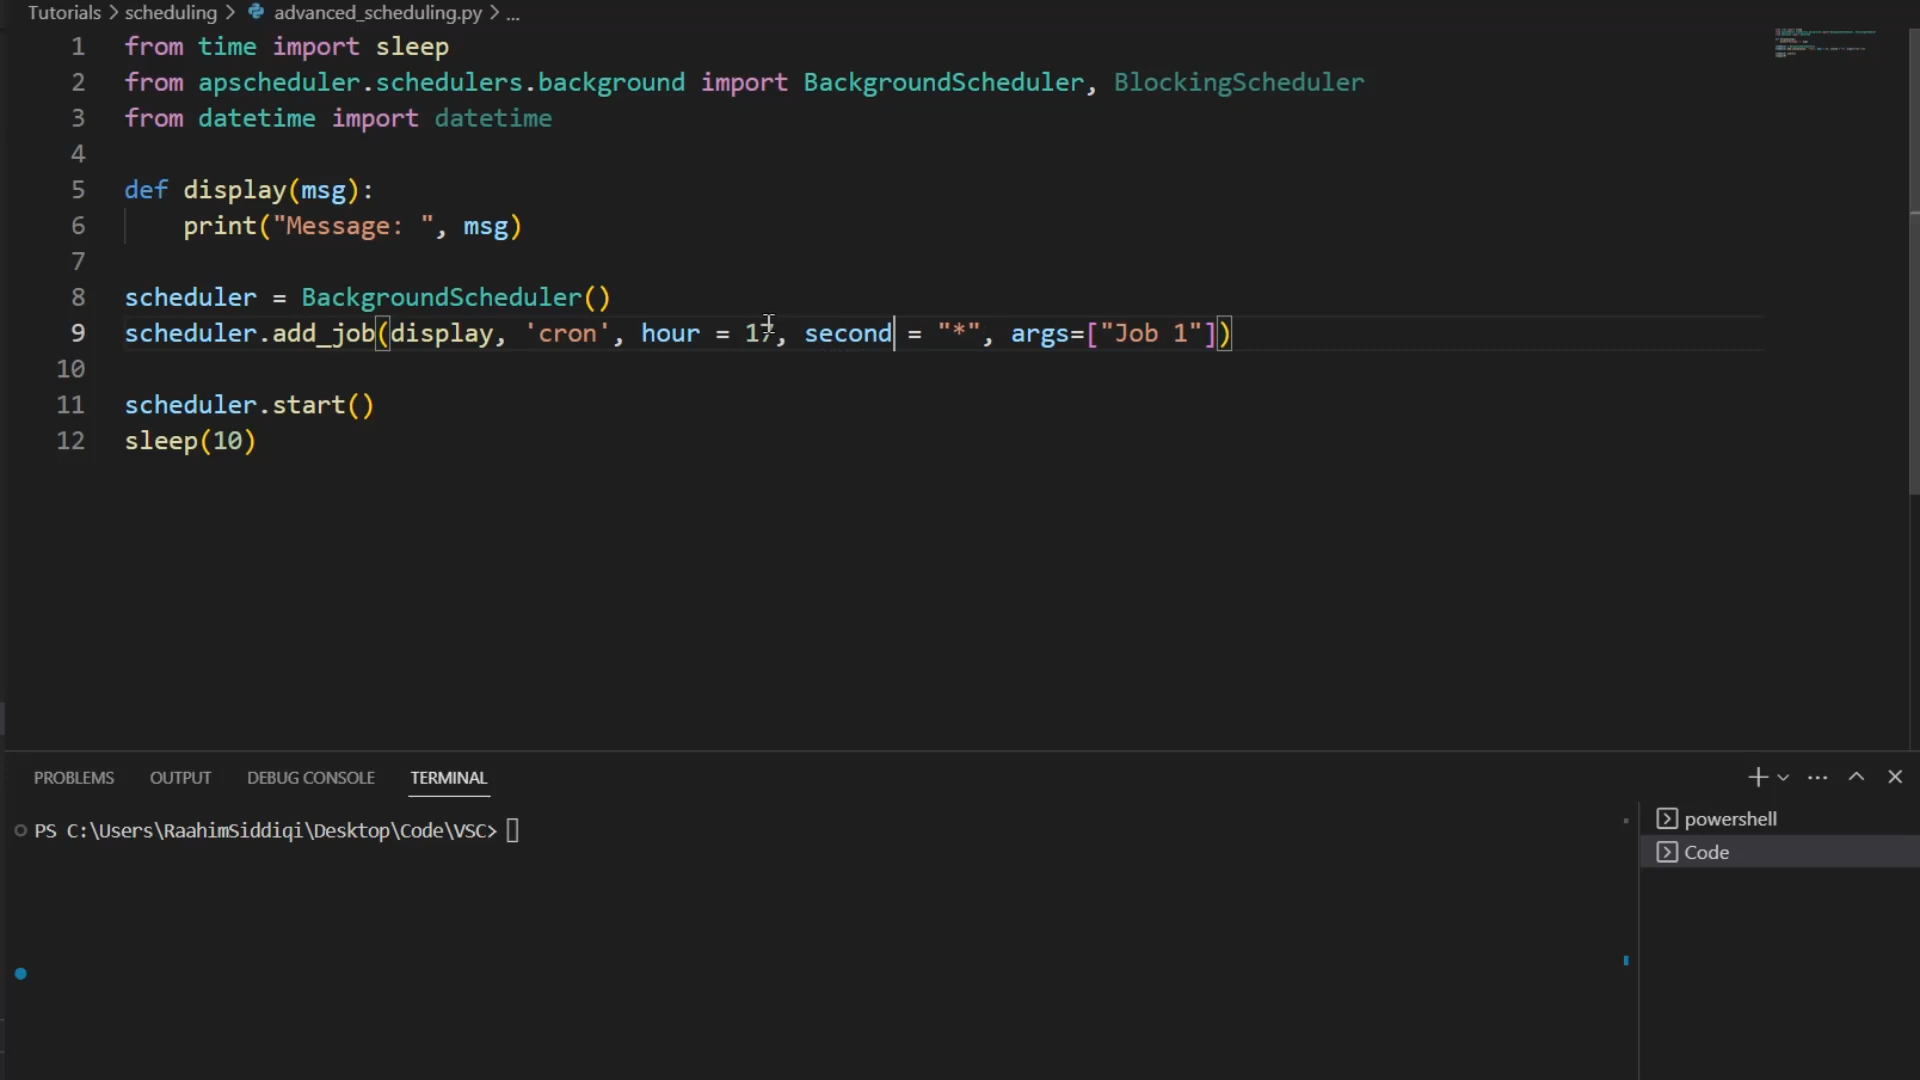 Tutorials > scheduling > advanced_scheduling.py > ...
1 from time import sleep
2 from apscheduler.schedulers.background import BackgroundScheduler, BlockingScheduler
3 from datetime import datetime
4
5 def display(msg):
6 print("Message: ", msg)
7
8 scheduler = BackgroundScheduler()
9 scheduler.add_job(display, 'cron', hour = 17, second = "*", args=["Job 1"])
10
11 scheduler.start()
12 sleep(10)
PROBLEMS OUTPUT DEBUG CONSOLE TERMINAL
PS C:\Users\RaahimSiddiqi\Desktop\Code\VSC>
powershell
Code